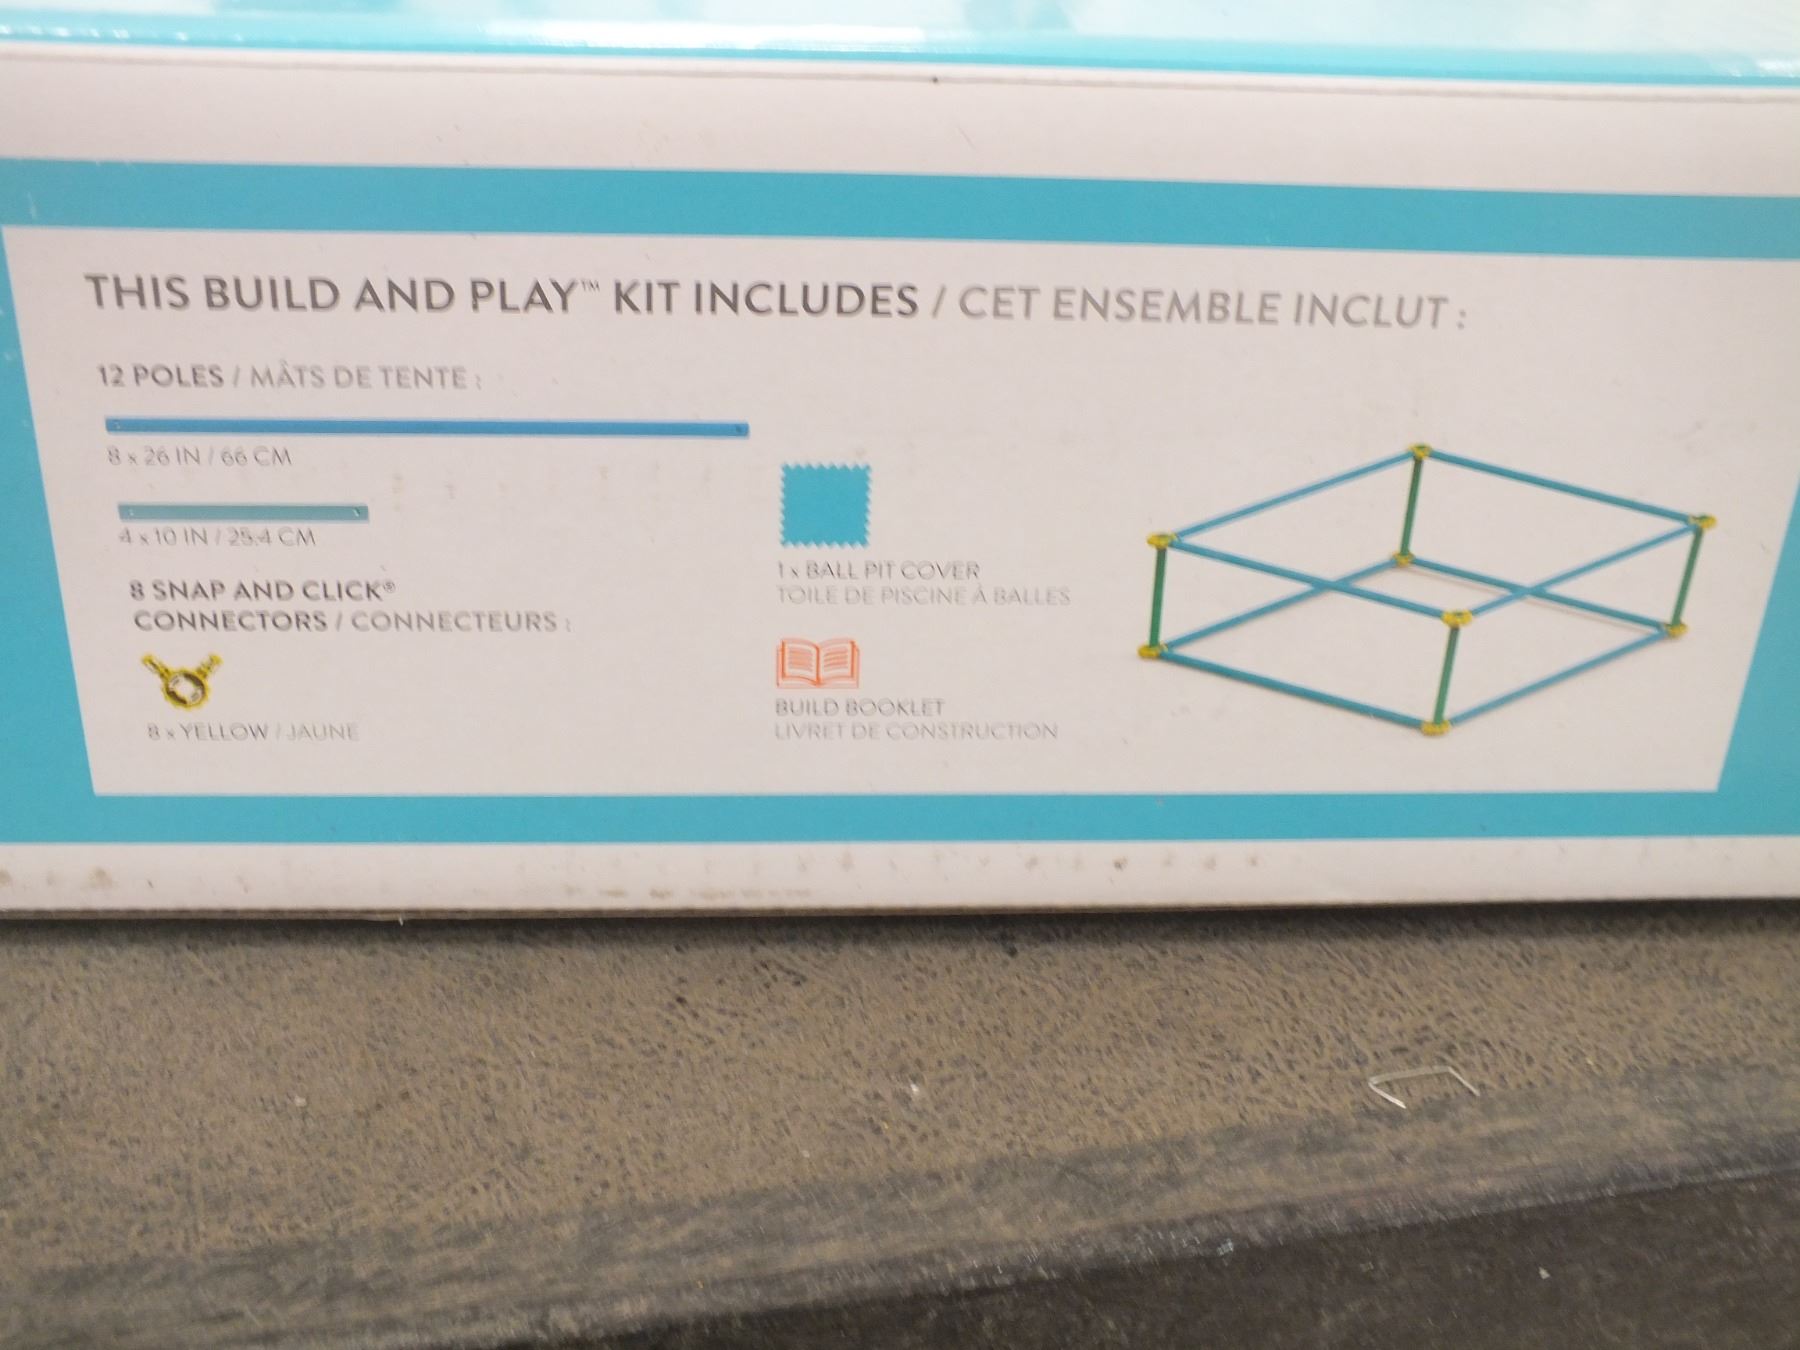 THIS BUILD AND PLAY™ KIT INCLUDES / CET ENSEMBLE INCLUT :
12 POLES / MÂTS DE TENTE :
8 x 26 IN / 66 CM
4 x 10 IN / 25.4 CM
8 SNAP AND CLICK®
CONNECTORS / CONNECTEURS :
8 x YELLOW / JAUNE
1 x BALL PIT COVER
TOILE DE PISCINE À BALLES
BUILD BOOKLET
LIVRET DE CONSTRUCTION